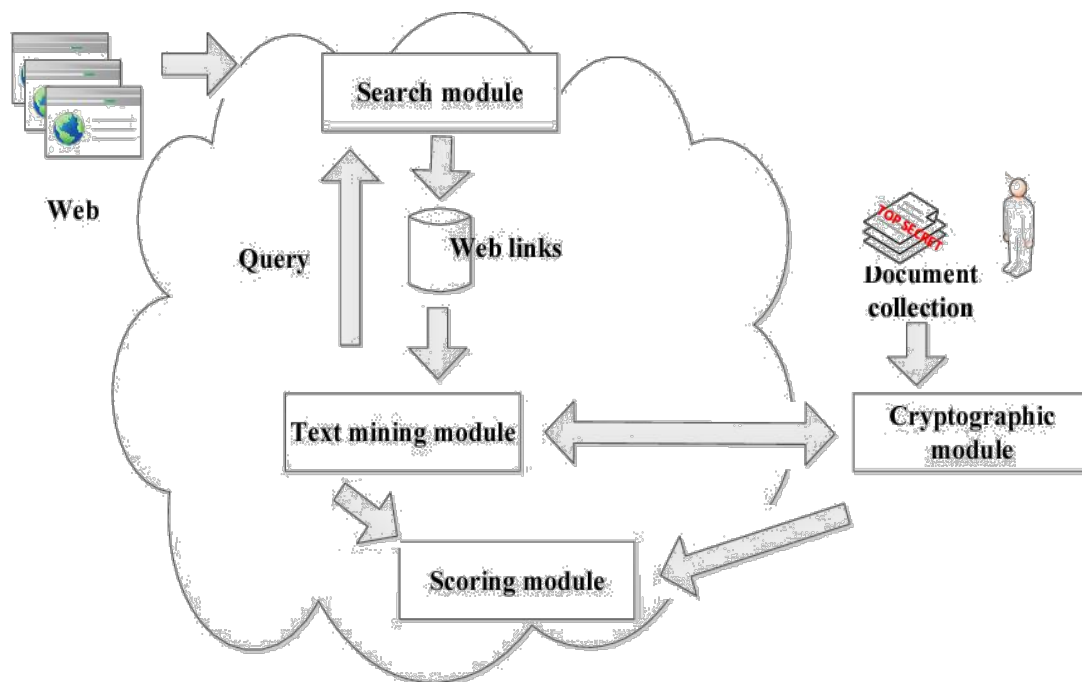 Search module
Web
Query
Web links
TOP SECRET
Document
collection
Text mining module
Cryptographic
module
Scoring module